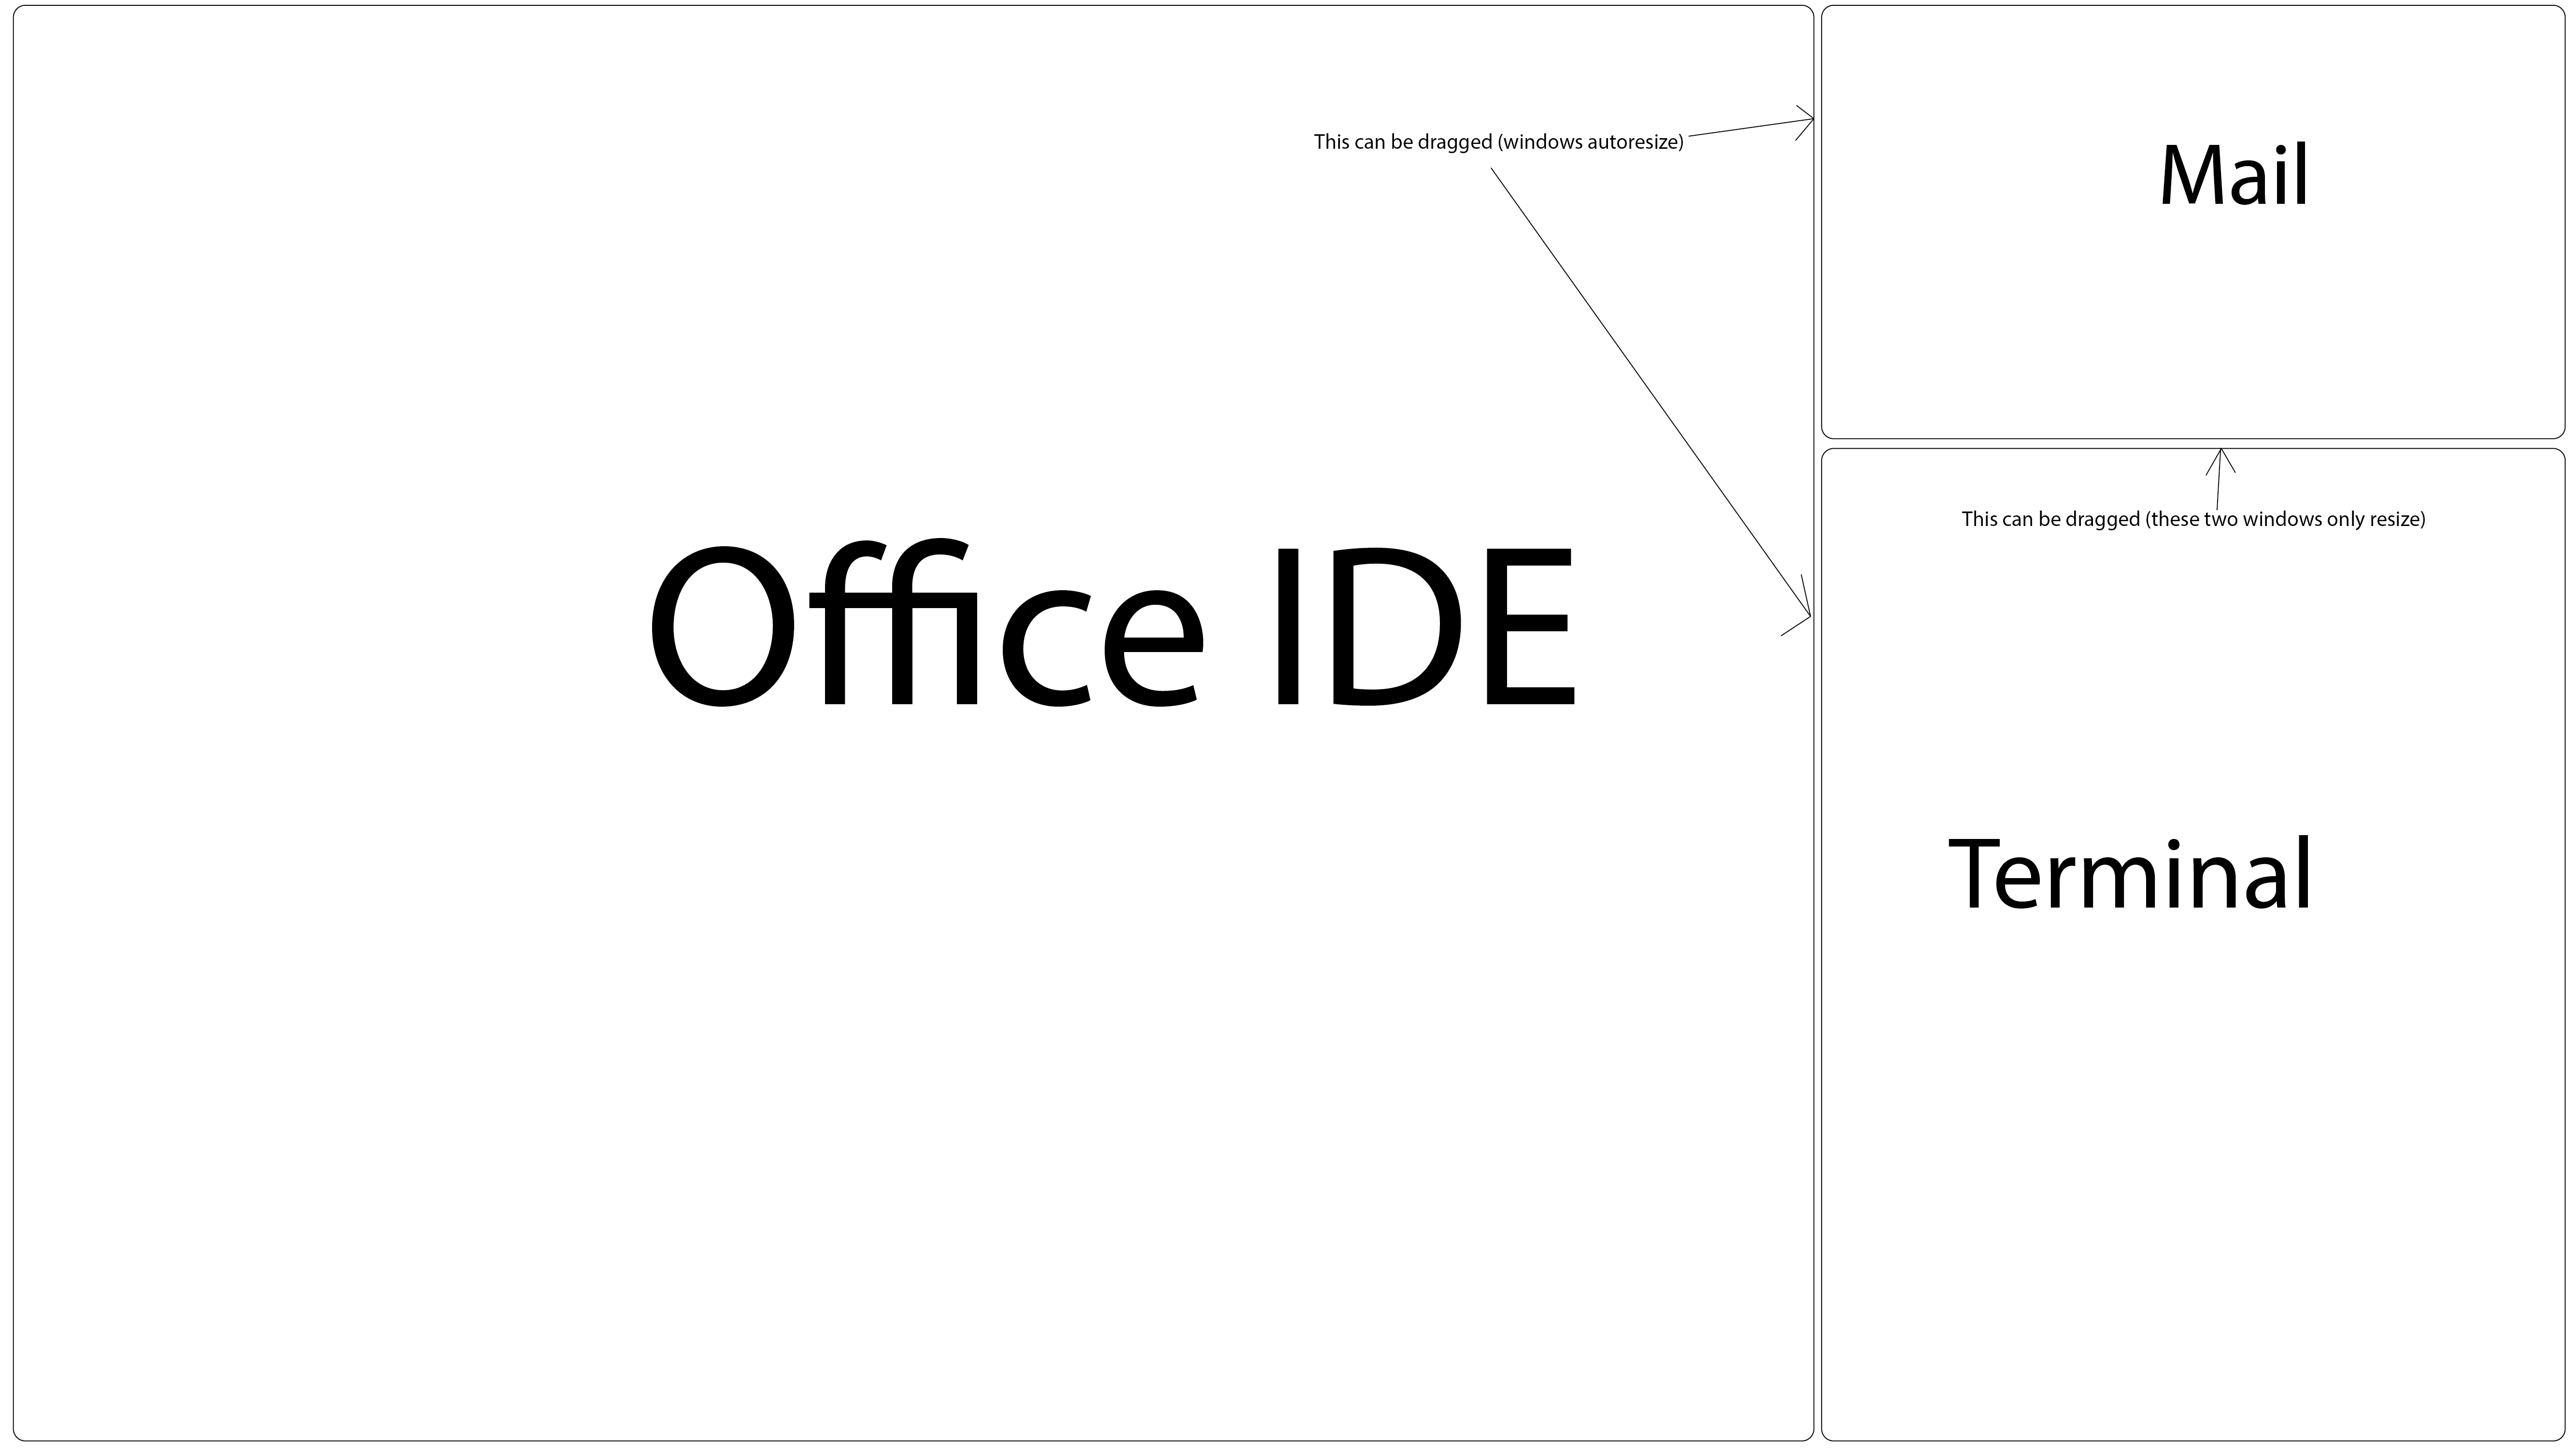 This can be dragged (windows autoresize)
Mail
This can be dragged (these two windows only resize)
Office IDE
Terminal